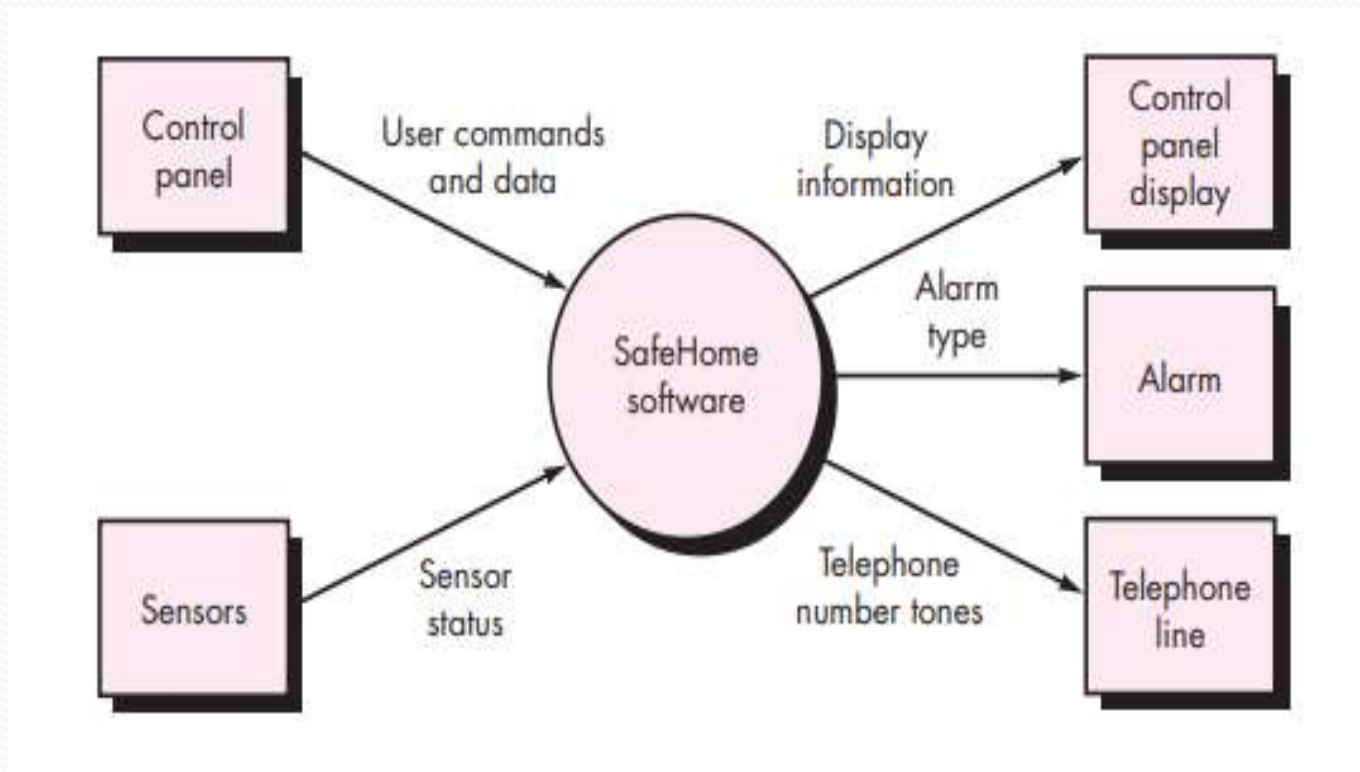 Control
panel
User commands
and data
Display
information
Control
panel
display
SafeHome
software
Alarm
type
Alarm
Sensors
Sensor
status
Telephone
number tones
Telephone
line